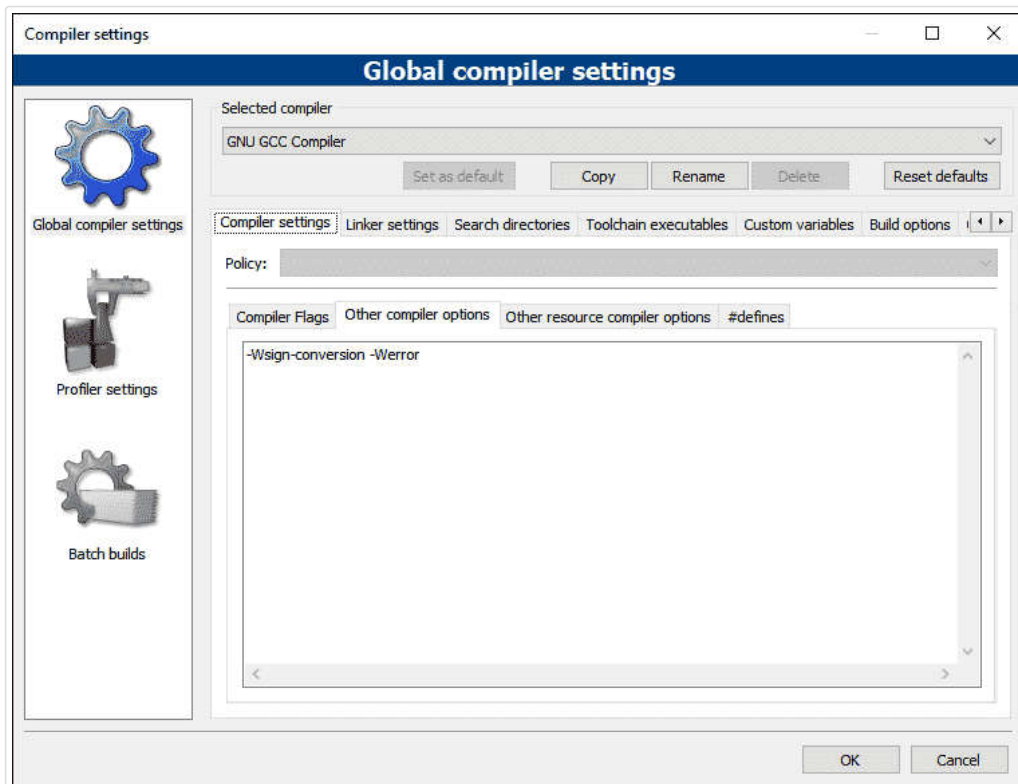 Compiler settings
Global compiler settings
Global compiler settings
Profiler settings
Batch builds
Selected compiler
GNU GCC Compiler
Set as default Copy Rename Delete Reset defaults
Compiler settings Linker settings Search directories Toolchain executables Custom variables Build options
Policy:
Compiler Flags Other compiler options Other resource compiler options #defines
-Wsign-conversion -Werror
OK Cancel